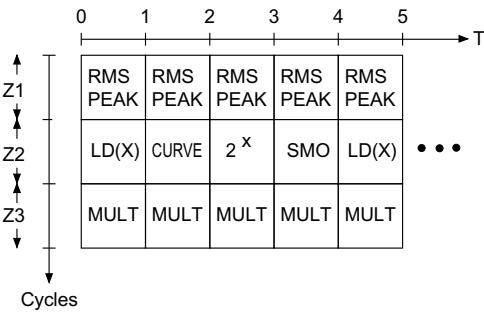 0 1 2 3 4 5
T
Z1
RMS PEAK RMS PEAK RMS PEAK RMS PEAK RMS PEAK
Z2
LD(X) CURVE 2^x SMO LD(X) • • •
Z3
MULT MULT MULT MULT MULT
Cycles